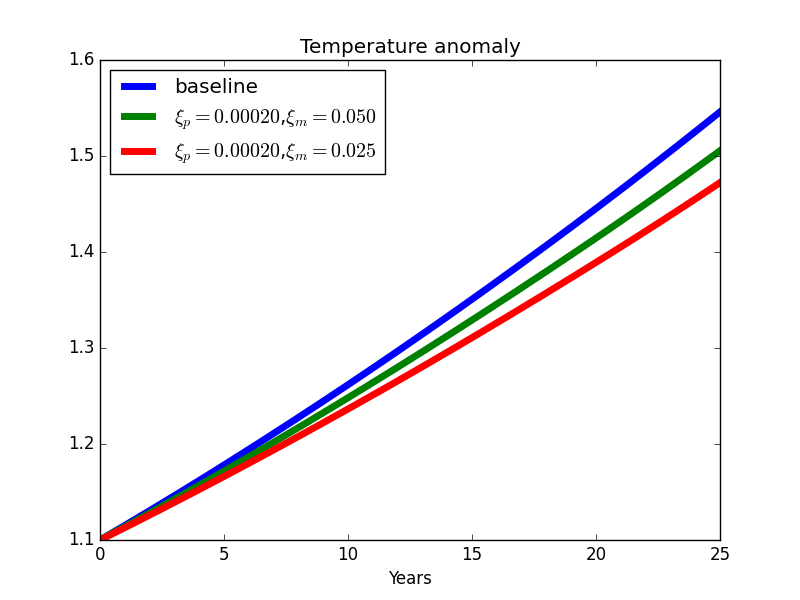 Temperature anomaly
1.6
1.5
1.4
1.3
1.2
1.1
baseline
ξₚ = 0.00020,ξₘ = 0.050
ξₚ = 0.00020,ξₘ = 0.025
0 5 10 15 20 25
Years